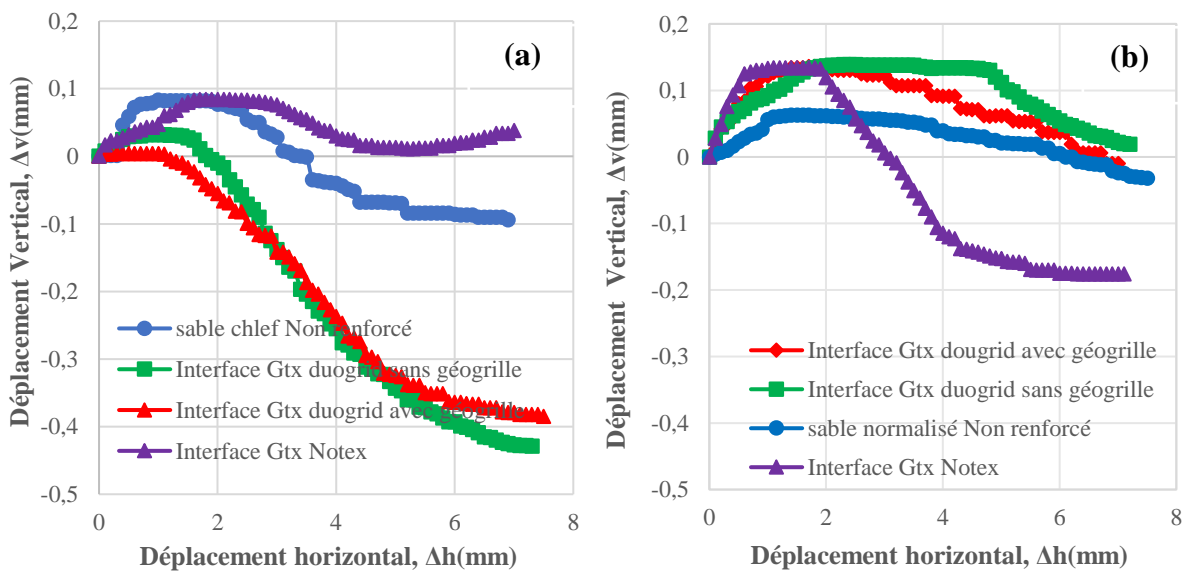 (a)
0,2
0,1
0
-0,1
-0,2
-0,3
-0,4
-0,5
Déplacement Vertical, Δv(mm)
sable chlef Non renforcé
Interface Gtx duogrid sans géogrille
Interface Gtx duogrid avec géogrille
Interface Gtx Notex
0 2 4 6 8
Déplacement horizontal, Δh(mm)
(b)
0,2
0,1
0
-0,1
-0,2
-0,3
-0,4
-0,5
Déplacement Vertical, Δv(mm)
Interface Gtx dougrid avec géogrille
Interface Gtx duogrid sans géogrille
sable normalisé Non renforcé
Interface Gtx Notex
0 2 4 6 8
Déplacement horizontal, Δh(mm)